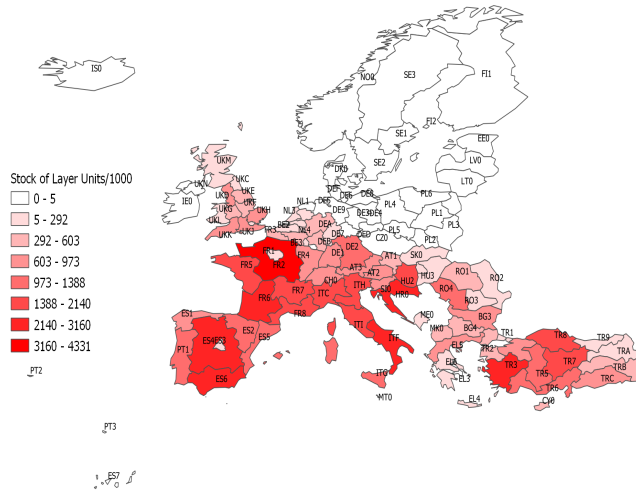 IS0
NO0
SE3
FI1
FI2
SE1
EE0
SE2
LV0
LT0
UKM
UKN
UKC
UKD
UKE
IE0
UKG
UKF
UKL
UKH
UKK
UKJ
DK0
DEF
DE8
DE6
PL6
NL1
DE9
DE3
DE4
PL4
PL1
PL3
NL3
BE2
NL4
DEA
DED
PL5
CZ0
PL2
FR3
BE3
DEB
DE7
FR1
FR2
FR4
DE1
DE2
AT1
SK0
FR5
CH0
AT3
AT2
HU3
RO1
RO2
FR6
FR7
ITC
ITH
SI0
HR0
HU2
RO4
RO3
ES1
FR8
BG3
PT1
ES4
ES3
ES2
ES5
ITI
ITF
ME0
MK0
BG4
ES6
ITG
MT0
EL5
EL6
EL3
EL4
TR1
TR2
TR3
TR8
TR9
TRA
TR7
TRB
TR5
TR6
TRC
CY0
PT2
PT3
ES7
Stock of Layer Units/1000
0 - 5
5 - 292
292 - 603
603 - 973
973 - 1388
1388 - 2140
2140 - 3160
3160 - 4331